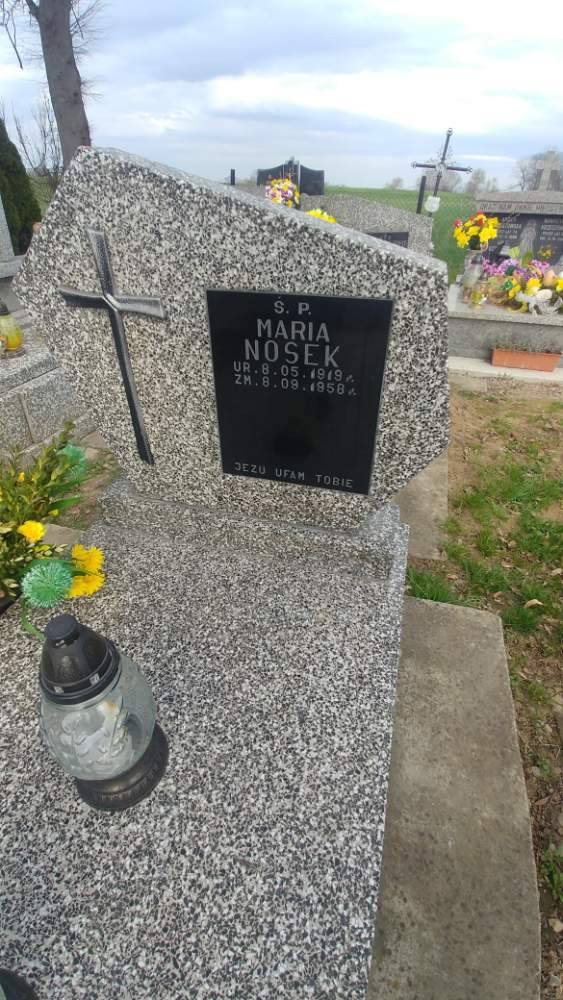 Ś. P.
MARIA
NOSEK
UR. 8.05.1919 r.
ZM. 8.09.1958 r.
JEZU UFAM TOBIE